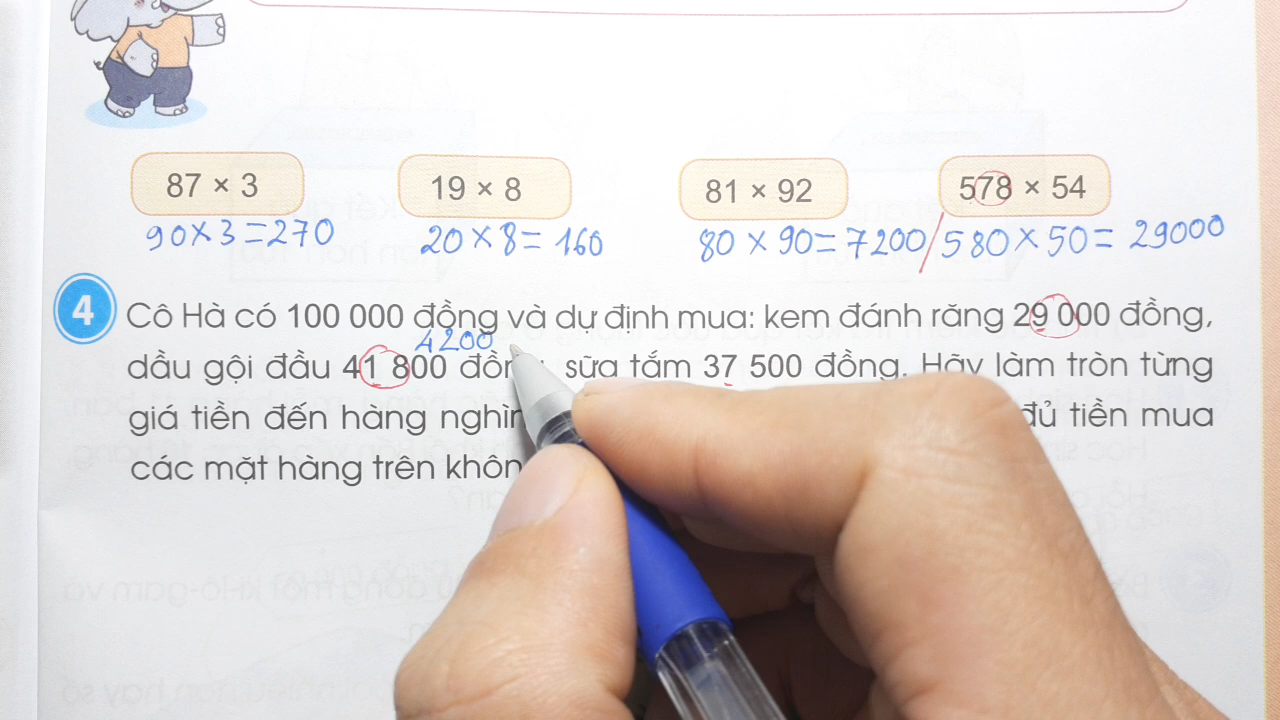 87 × 3 19 × 8 81 × 92 578 × 54
90×3=270 20×8=160 80×90=7200 / 580×50=29000
4 Cô Hà có 100 000 đồng và dự định mua: kem đánh răng 29 000 đồng,
4200
dầu gội đầu 41 800 sữa tắm 37 500 đồng. Hãy làm tròn từng
giá tiền đến hàng đủ tiền mua
các mặt hàng trên